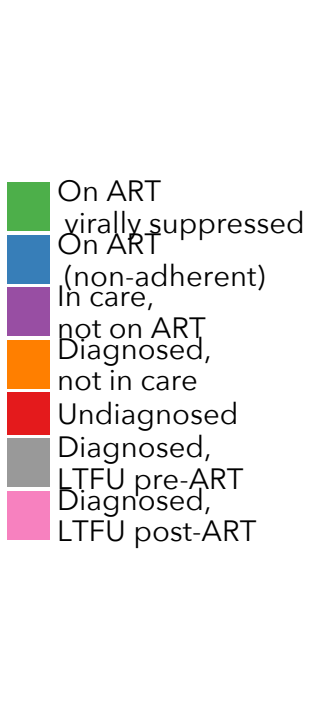 On ART
virally suppressed
On ART
(non-adherent)
In care,
not on ART
Diagnosed,
not in care
Undiagnosed
Diagnosed,
LTFU pre-ART
Diagnosed,
LTFU post-ART